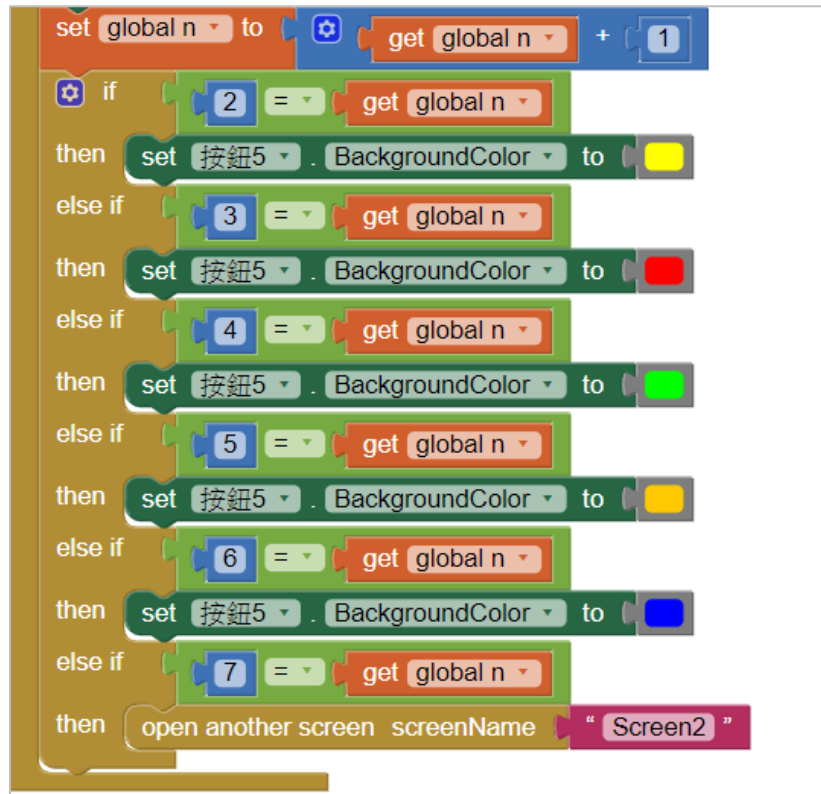 set global n to get global n + 1
if 2 = get global n
then set 按鈕5 . BackgroundColor to
else if 3 = get global n
then set 按鈕5 . BackgroundColor to
else if 4 = get global n
then set 按鈕5 . BackgroundColor to
else if 5 = get global n
then set 按鈕5 . BackgroundColor to
else if 6 = get global n
then set 按鈕5 . BackgroundColor to
else if 7 = get global n
then open another screen screenName “ Screen2 ”